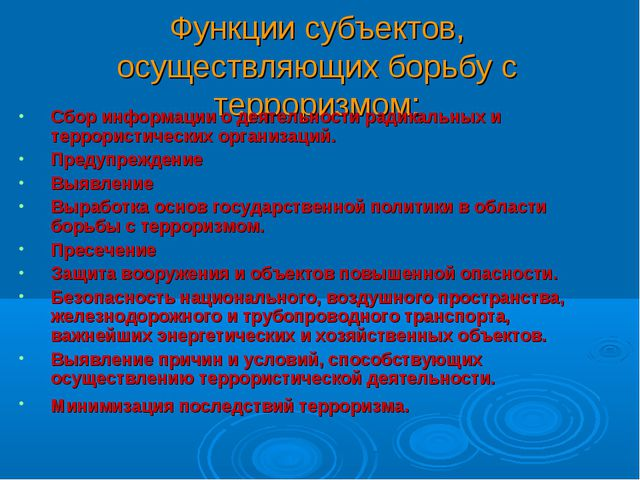 Функции субъектов,
осуществляющих борьбу с
терроризмом:
• Сбор информации о деятельности радикальных и
террористических организаций.
• Предупреждение
• Выявление
• Выработка основ государственной политики в области
борьбы с терроризмом.
• Пресечение
• Защита вооружения и объектов повышенной опасности.
• Безопасность национального, воздушного пространства,
железнодорожного и трубопроводного транспорта,
важнейших энергетических и хозяйственных объектов.
• Выявление причин и условий, способствующих
осуществлению террористической деятельности.
• Минимизация последствий терроризма.